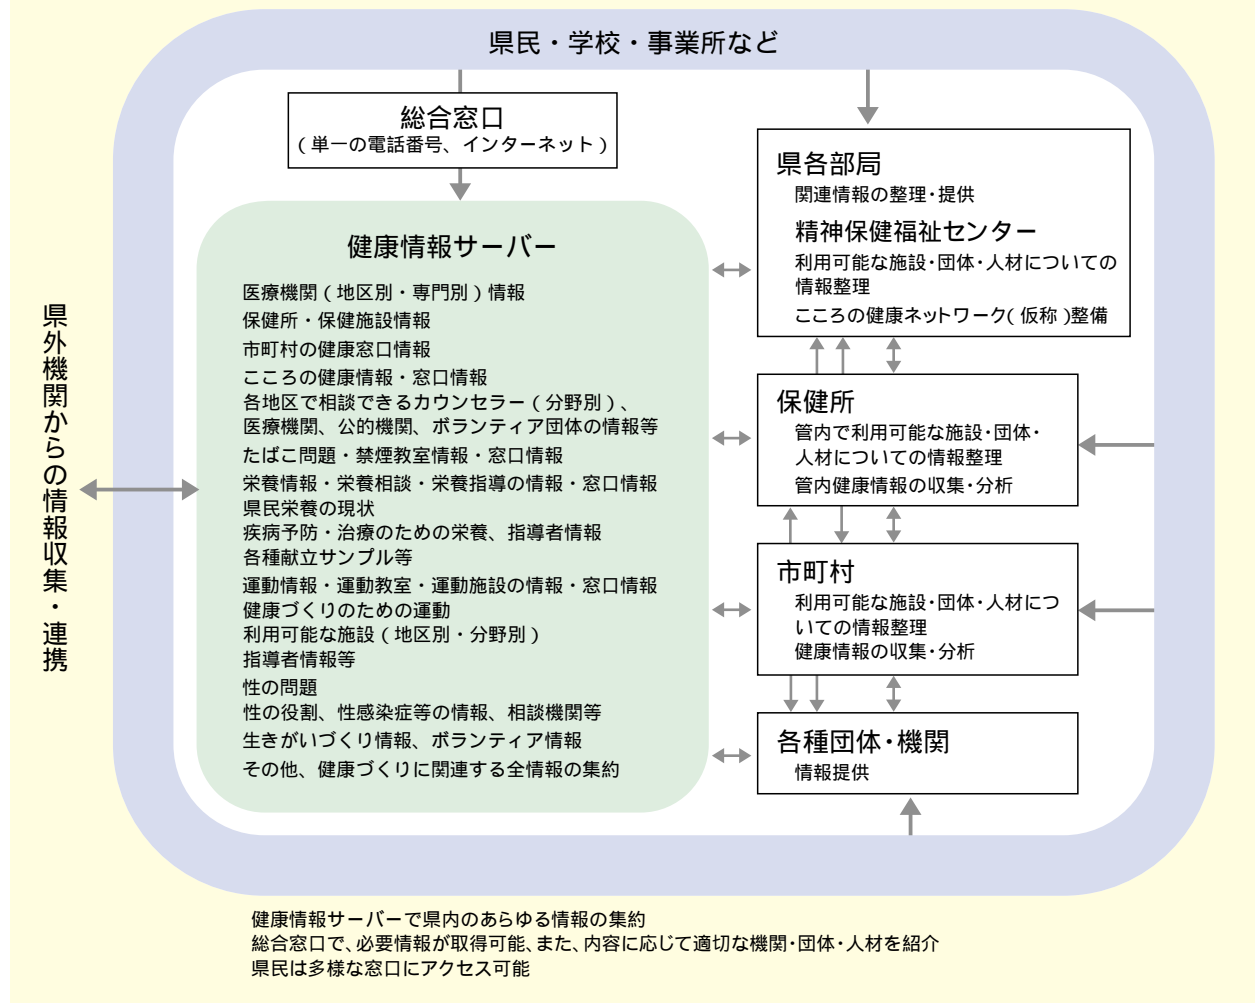 県民・学校・事業所など
総合窓口
（単一の電話番号、インターネット）
健康情報サーバー
医療機関（地区別・専門別）情報
保健所・保健施設情報
市町村の健康窓口情報
こころの健康情報・窓口情報
各地区で相談できるカウンセラー（分野別）、
医療機関、公的機関、ボランティア団体の情報等
たばこ問題・禁煙教室情報・窓口情報
栄養情報・栄養相談・栄養指導の情報・窓口情報
県民栄養の現状
疾病予防・治療のための栄養、指導者情報
各種献立サンプル等
運動情報・運動教室・運動施設の情報・窓口情報
健康づくりのための運動
利用可能な施設（地区別・分野別）
指導者情報等
性の問題
性の役割、性感染症等の情報、相談機関等
生きがいづくり情報、ボランティア情報
その他、健康づくりに関連する全情報の集約
県各部局
関連情報の整理・提供
精神保健福祉センター
利用可能な施設・団体・人材についての
情報整理
こころの健康ネットワーク（仮称）整備
保健所
管内で利用可能な施設・団体・
人材についての情報整理
管内健康情報の収集・分析
市町村
利用可能な施設・団体・人材につ
いての情報整理
健康情報の収集・分析
各種団体・機関
情報提供
県外機関からの情報収集・連携
健康情報サーバーで県内のあらゆる情報の集約
総合窓口で、必要情報が取得可能、また、内容に応じて適切な機関・団体・人材を紹介
県民は多様な窓口にアクセス可能